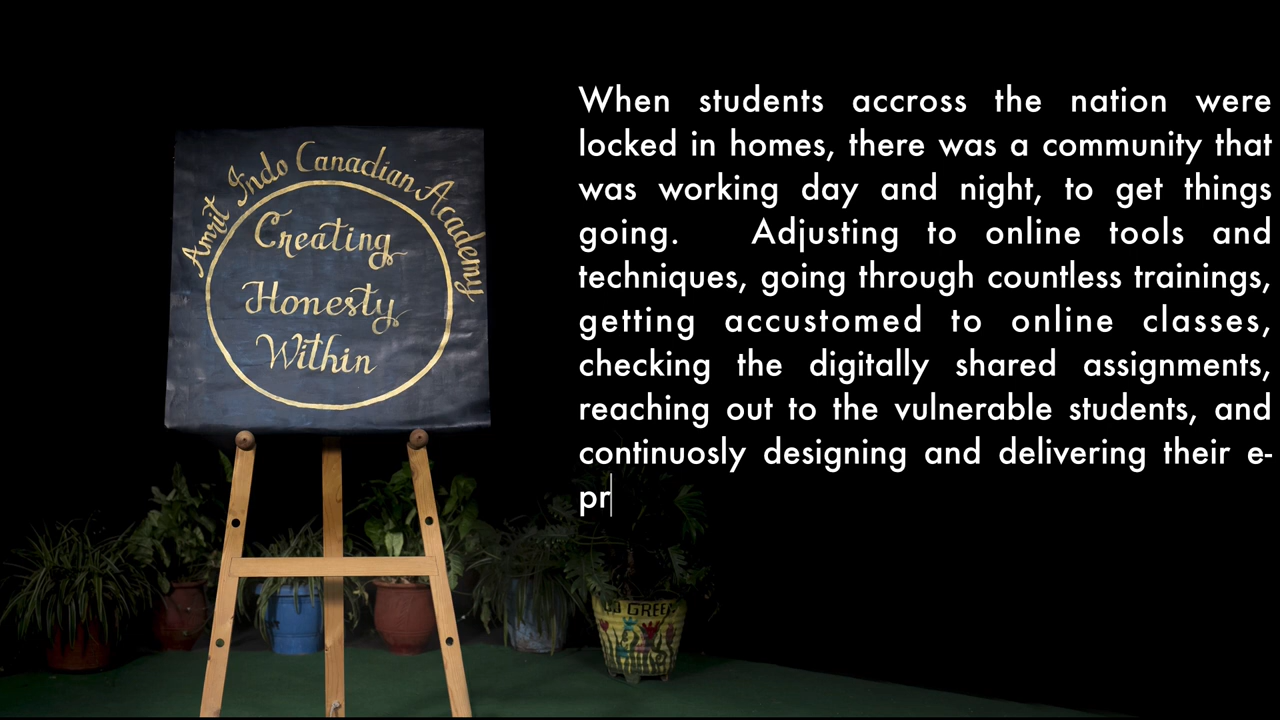 Amrit Indo Canadian Academy
Creating
Honesty
Within
When students accross the nation were
locked in homes, there was a community that
was working day and night, to get things
going. Adjusting to online tools and
techniques, going through countless trainings,
getting accustomed to online classes,
checking the digitally shared assignments,
reaching out to the vulnerable students, and
continuosly designing and delivering their e-
pr
GREEN